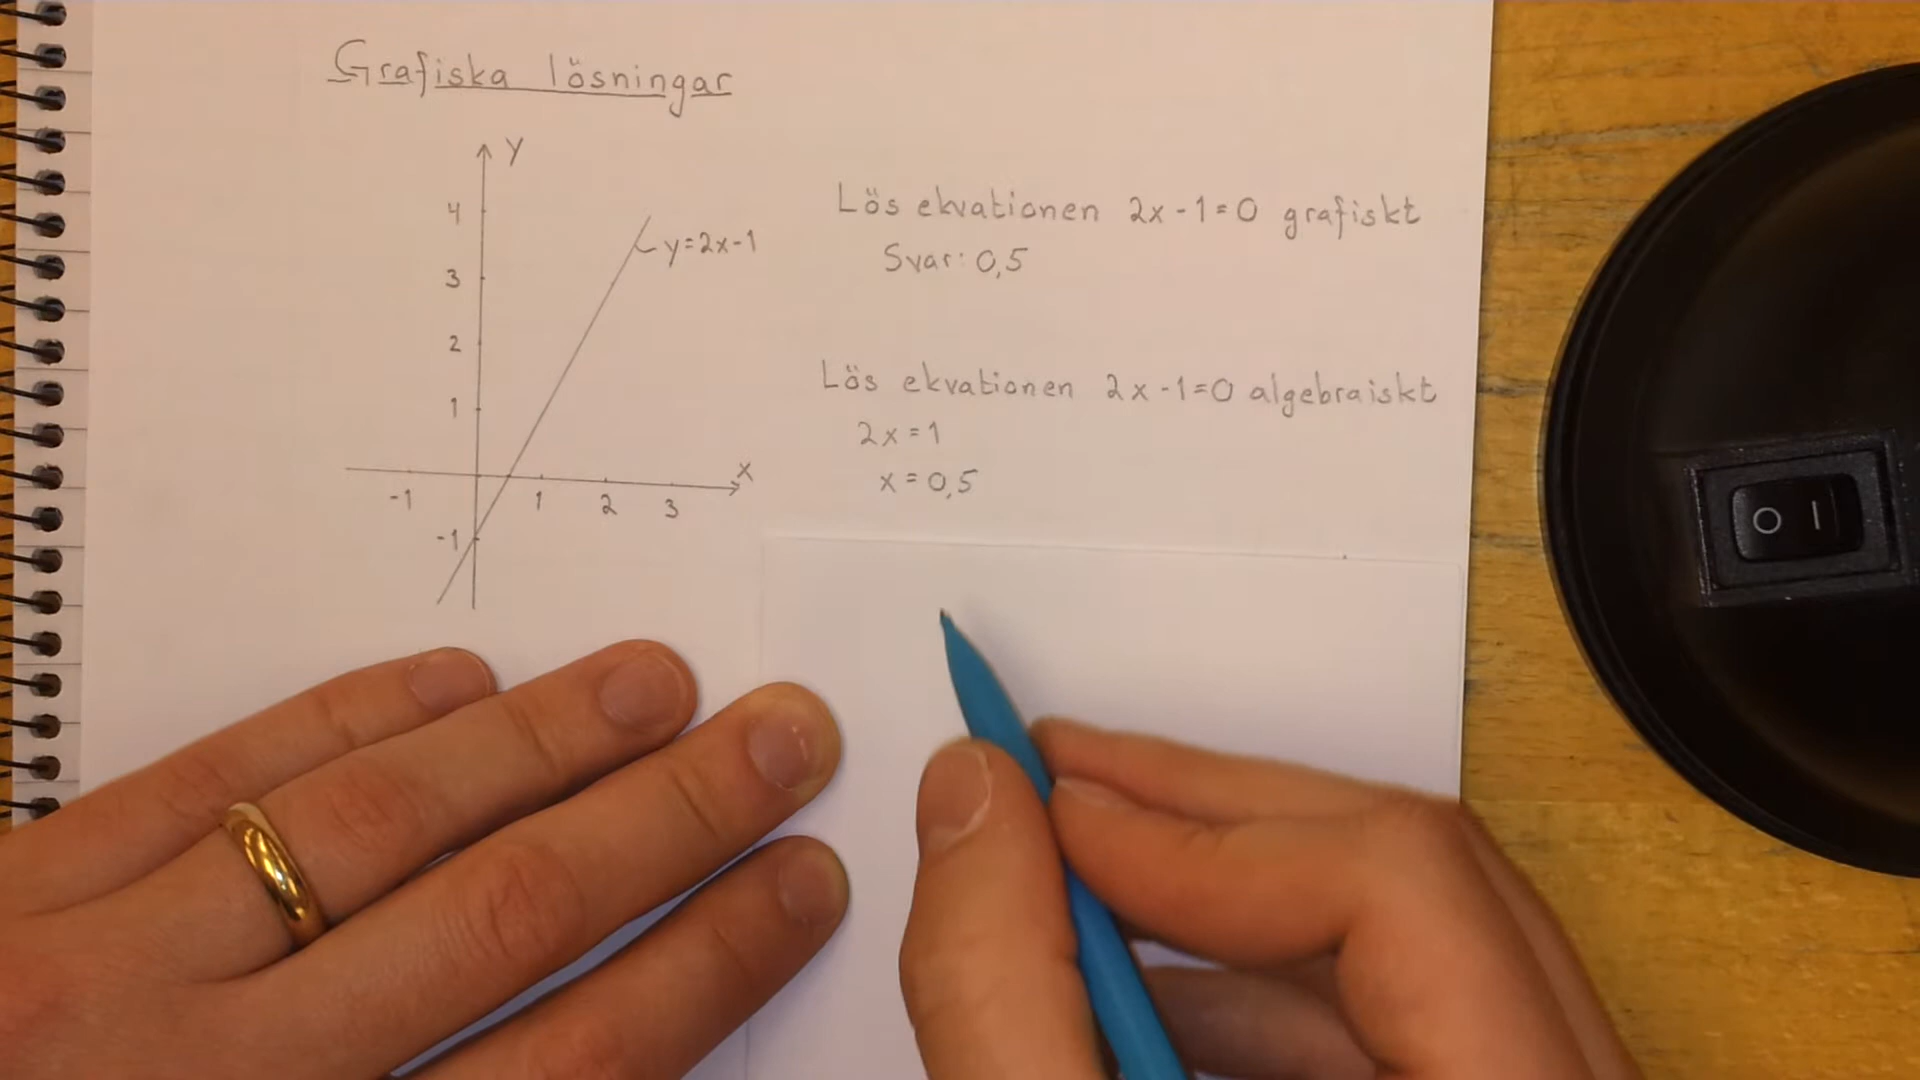 Grafiska lösningar
y
4
3
2
1
-1
-1
1
2
3
x
y=2x-1
Lös ekvationen 2x-1=0 grafiskt
Svar: 0,5
Lös ekvationen 2x-1=0 algebraiskt
2x=1
x=0,5
O I